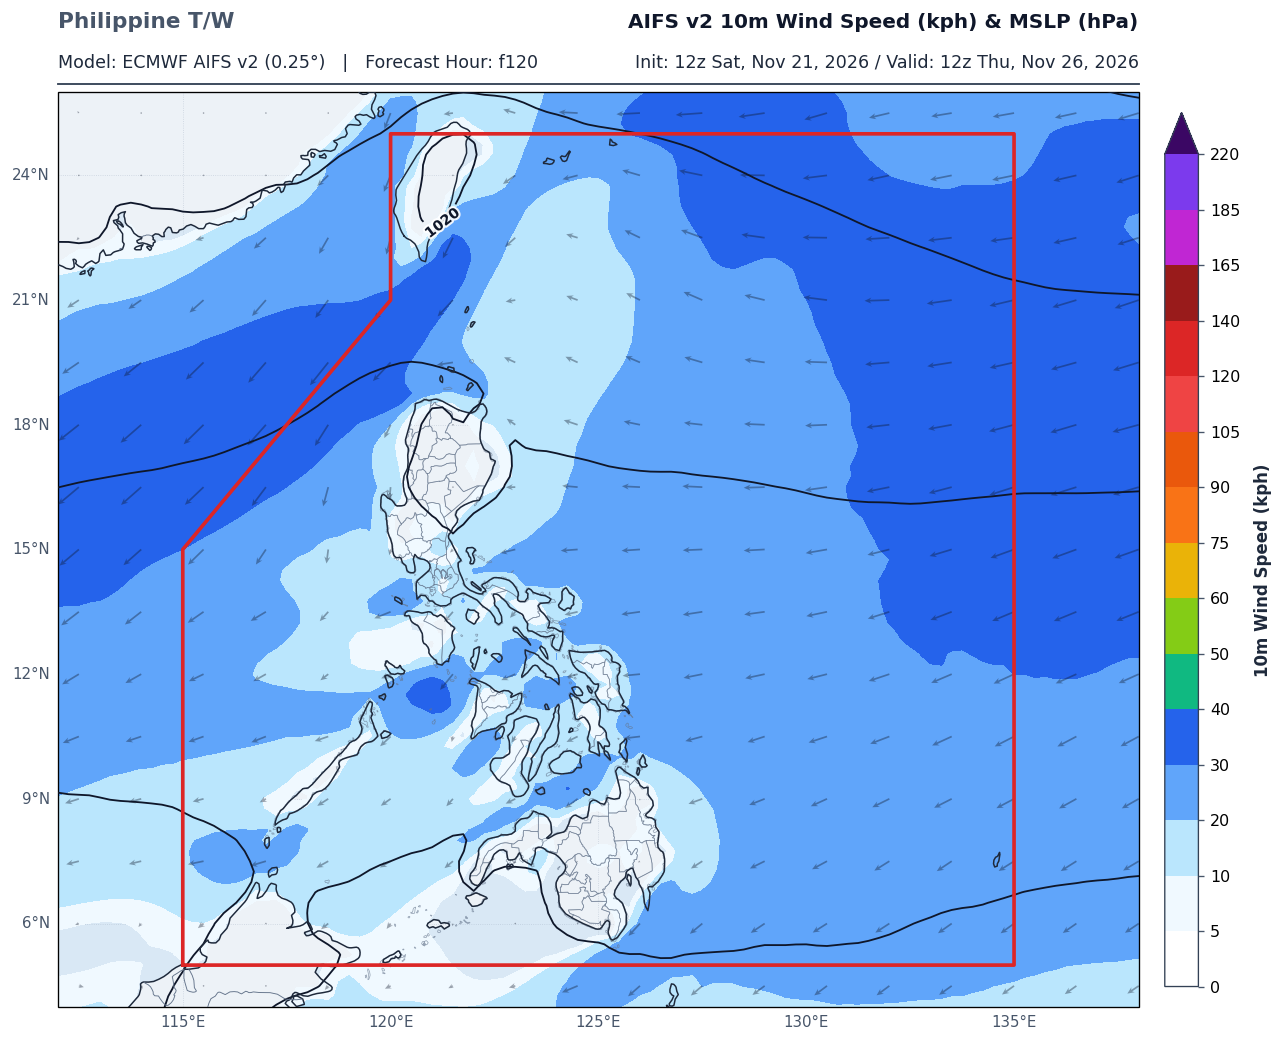 Philippine T/W
AIFS v2 10m Wind Speed (kph) & MSLP (hPa)
Model: ECMWF AIFS v2 (0.25°) | Forecast Hour: f120
Init: 12z Sat, Nov 21, 2026 / Valid: 12z Thu, Nov 26, 2026
24°N
21°N
18°N
15°N
12°N
9°N
6°N
1020
115°E
120°E
125°E
130°E
135°E
220
185
165
140
120
105
90
75
60
50
40
30
20
10
5
0
10m Wind Speed (kph)